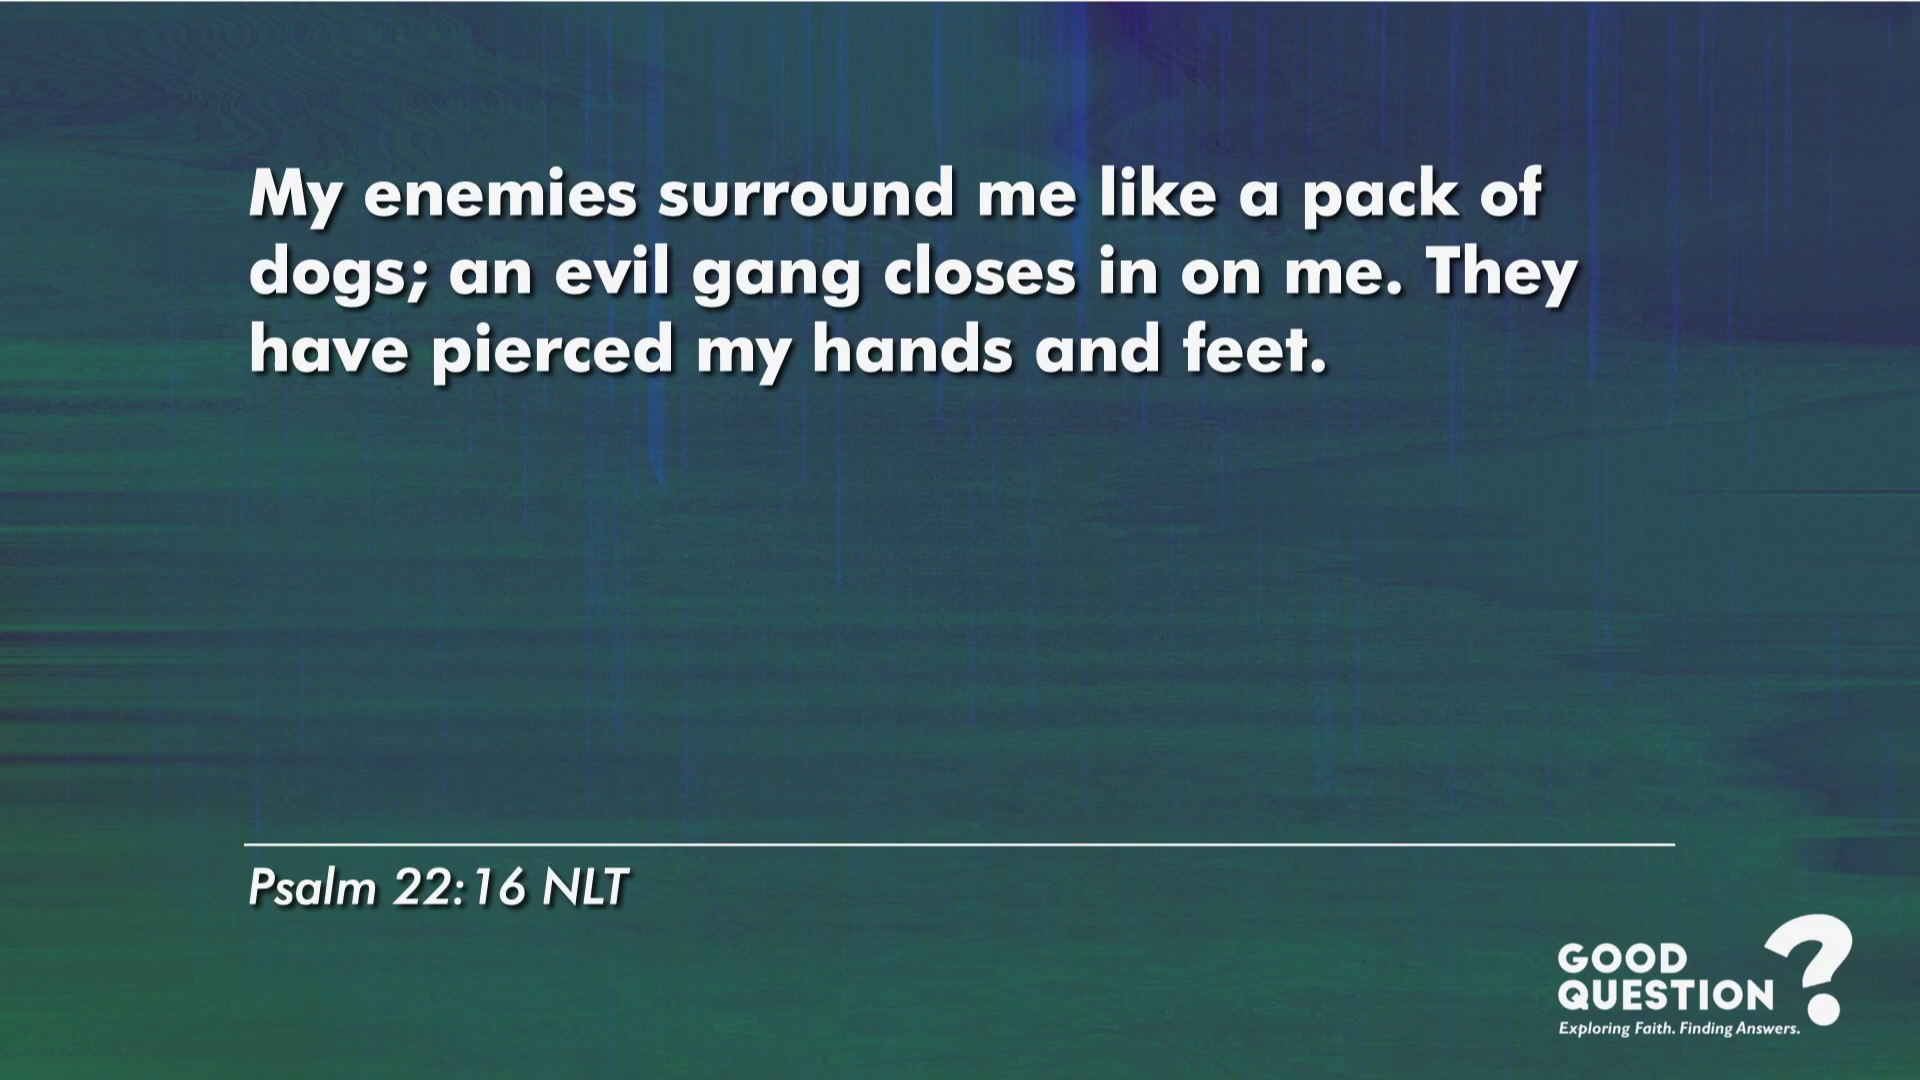 My enemies surround me like a pack of
dogs; an evil gang closes in on me. They
have pierced my hands and feet.
Psalm 22:16 NLT
GOOD
QUESTION?
Exploring Faith. Finding Answers.